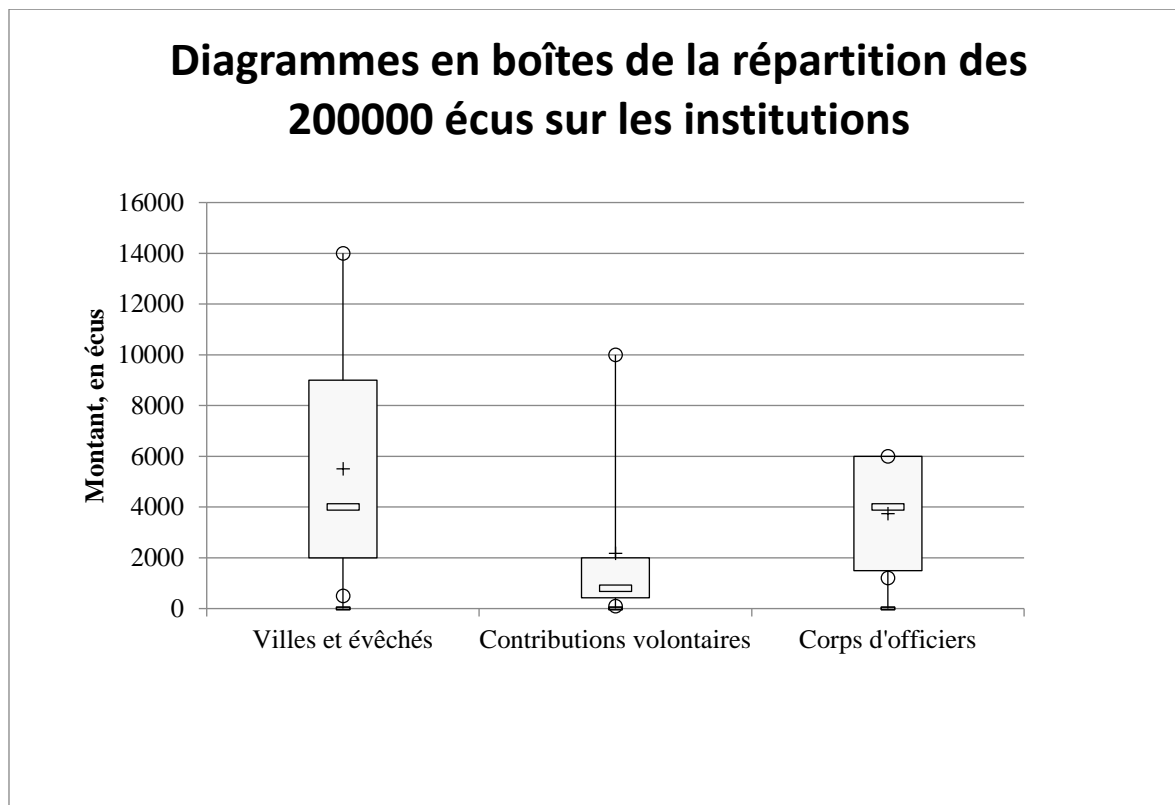 Diagrammes en boîtes de la répartition des
200000 écus sur les institutions
16000
14000
12000
10000
8000
6000
4000
2000
0
Montant, en écus
Villes et évêchés
Contributions volontaires
Corps d'officiers